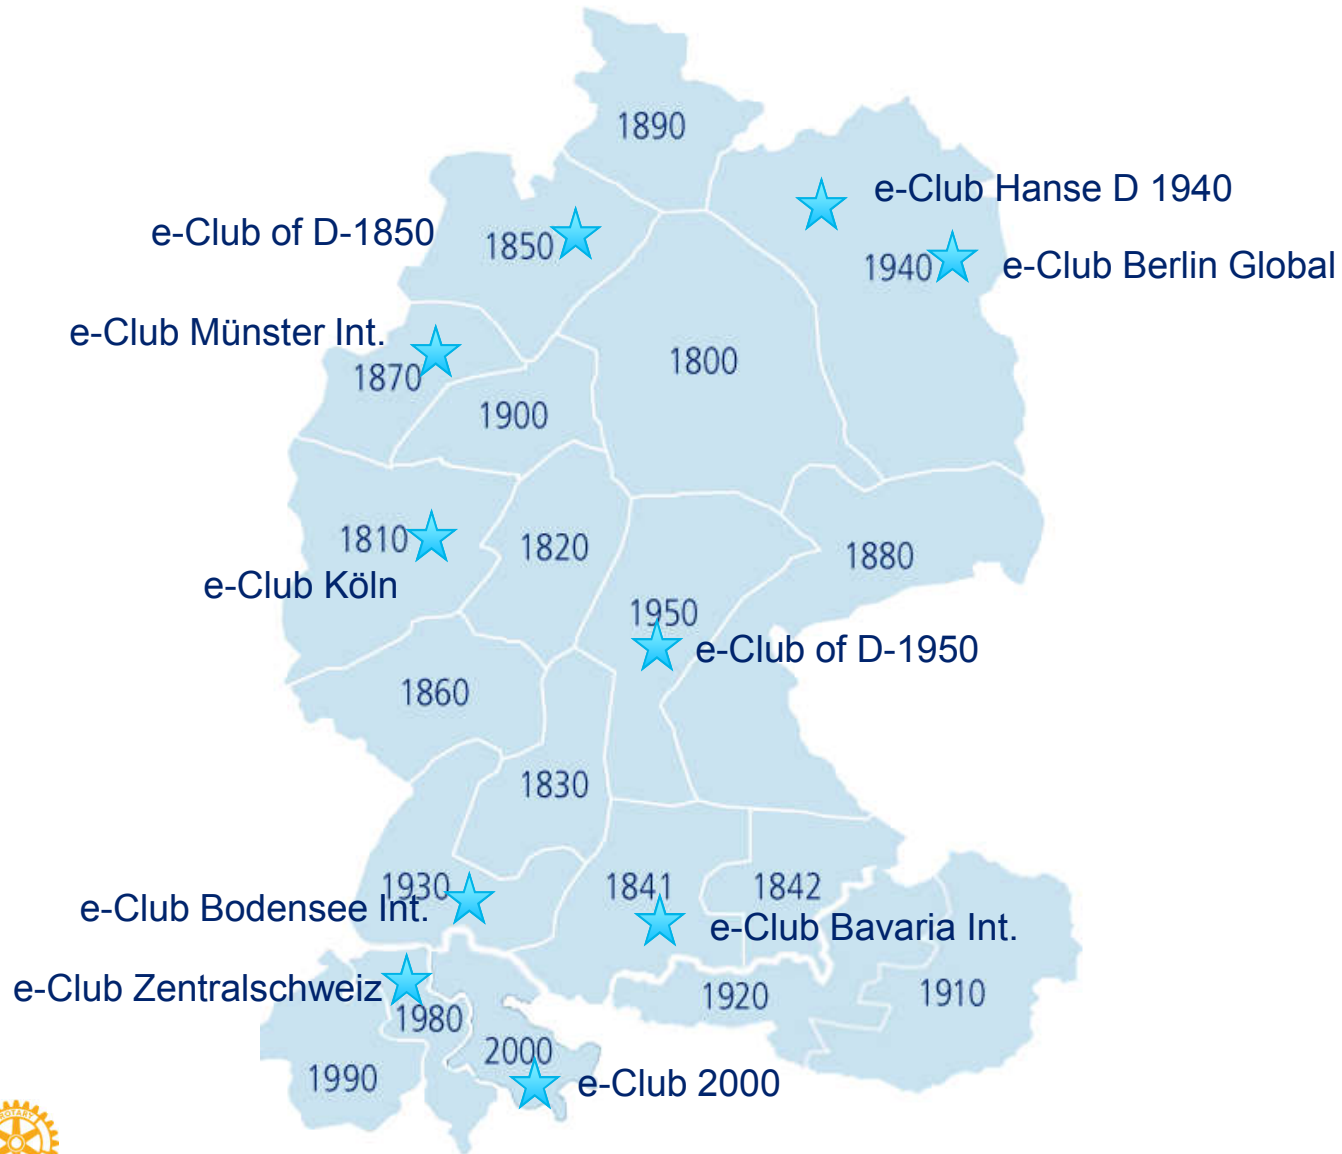 1890
e-Club Hanse D 1940
e-Club of D-1850
1850
1940
e-Club Berlin Global
e-Club Münster Int.
1870
1800
1900
1810
1820
1880
e-Club Köln
1950
e-Club of D-1950
1860
1830
1930
1841
1842
e-Club Bodensee Int.
e-Club Bavaria Int.
e-Club Zentralschweiz
1920
1910
1980
2000
1990
e-Club 2000
ROTARY